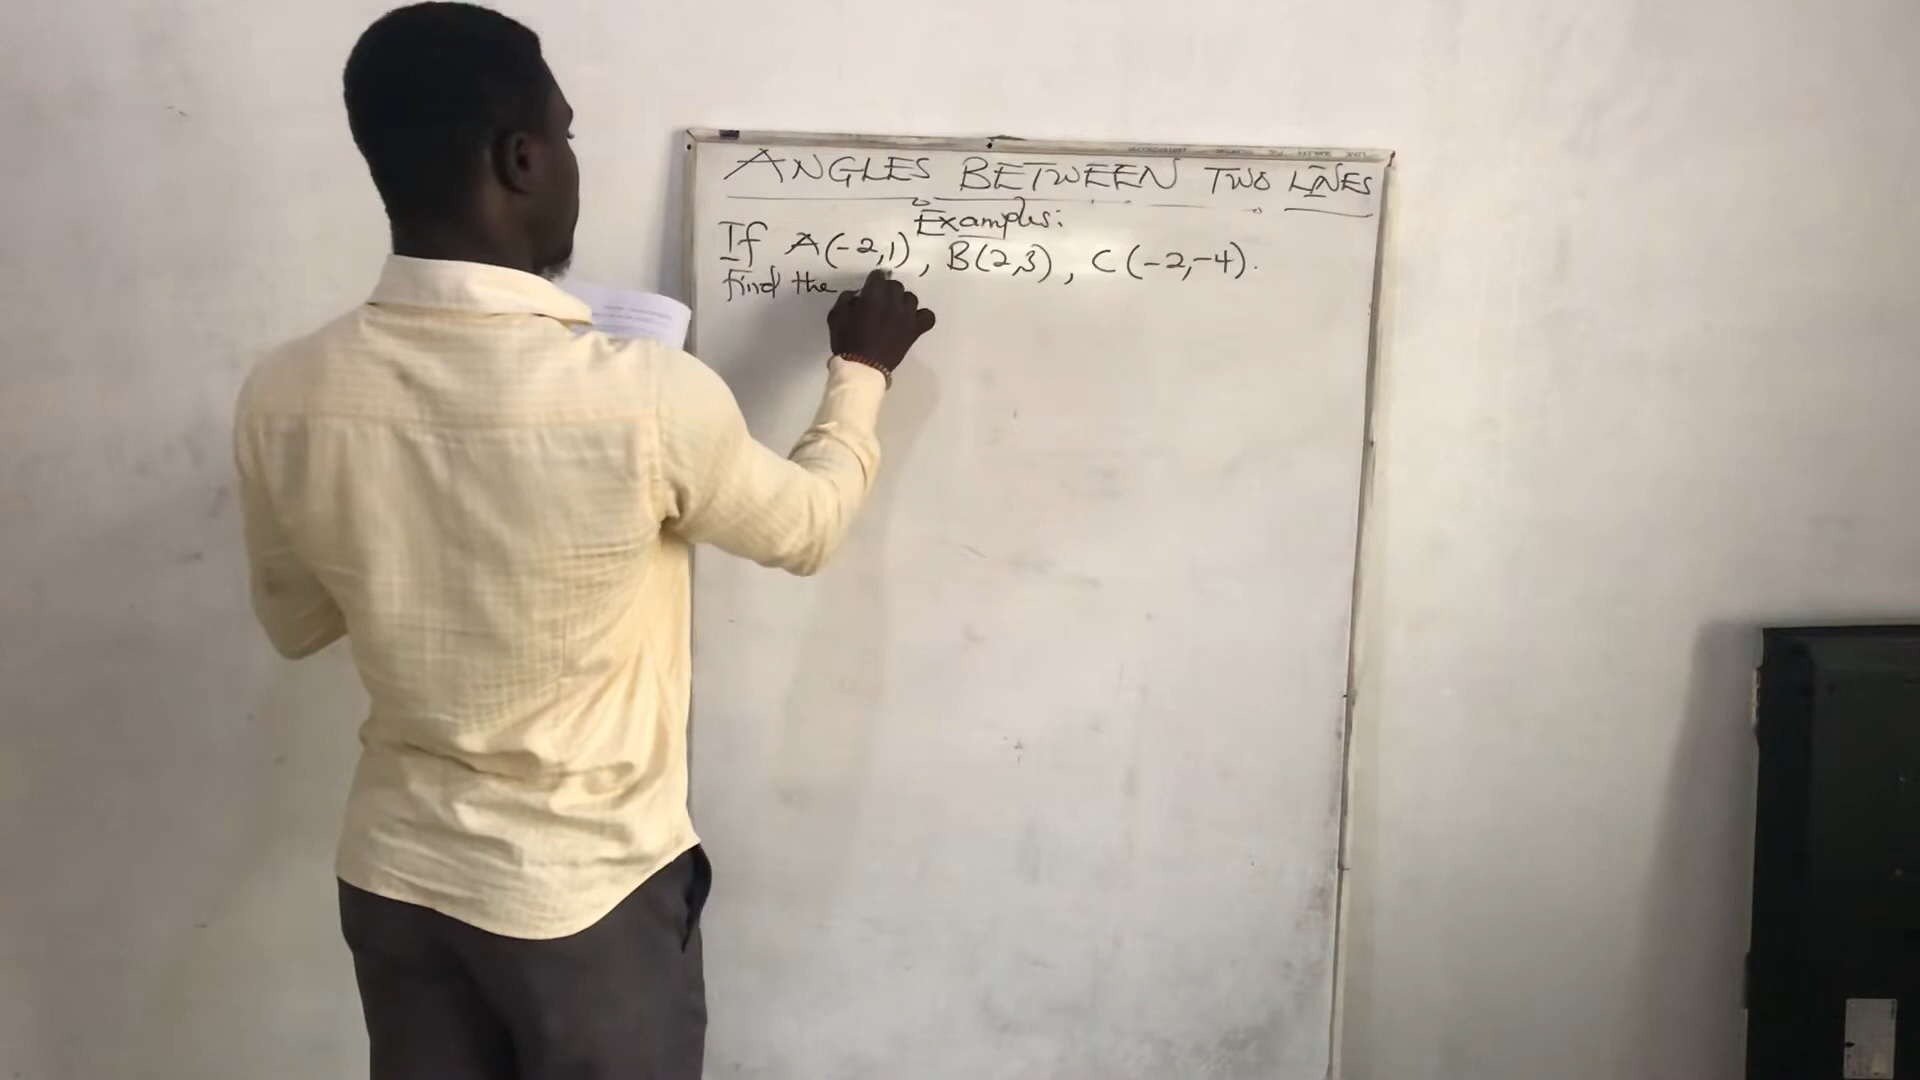 ANGLES BETWEEN TWO LINES
Examples:
If A(-2,1), B(2,3), C(-2,-4).
Find the